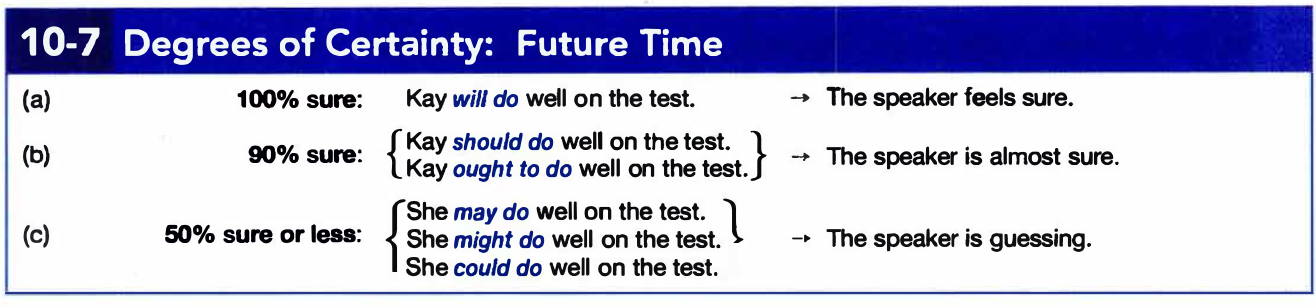 10-7 Degrees of Certainty: Future Time
(a) 100% sure: Kay will do well on the test. → The speaker feels sure.
(b) 90% sure: { Kay should do well on the test. } → The speaker is almost sure.
Kay ought to do well on the test.
(c) 50% sure or less: { She may do well on the test. } → The speaker is guessing.
She might do well on the test.
She could do well on the test.